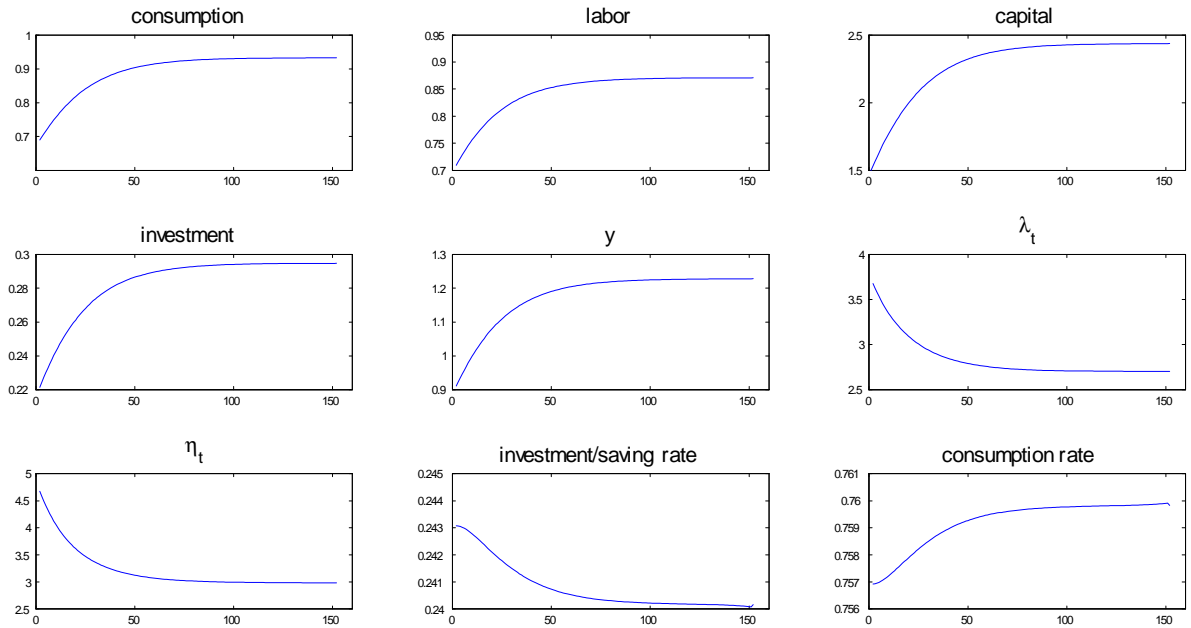 consumption
labor
capital
1
0.9
0.8
0.7
0 50 100 150
0.95
0.9
0.85
0.8
0.75
0.7
0 50 100 150
2.5
2
1.5
0 50 100 150
investment
y
λt
0.3
0.28
0.26
0.24
0.22
0 50 100 150
1.3
1.2
1.1
1
0.9
0 50 100 150
4
3.5
3
2.5
0 50 100 150
ηt
investment/saving rate
consumption rate
5
4.5
4
3.5
3
2.5
0 50 100 150
0.245
0.244
0.243
0.242
0.241
0.24
0 50 100 150
0.761
0.76
0.759
0.758
0.757
0.756
0 50 100 150